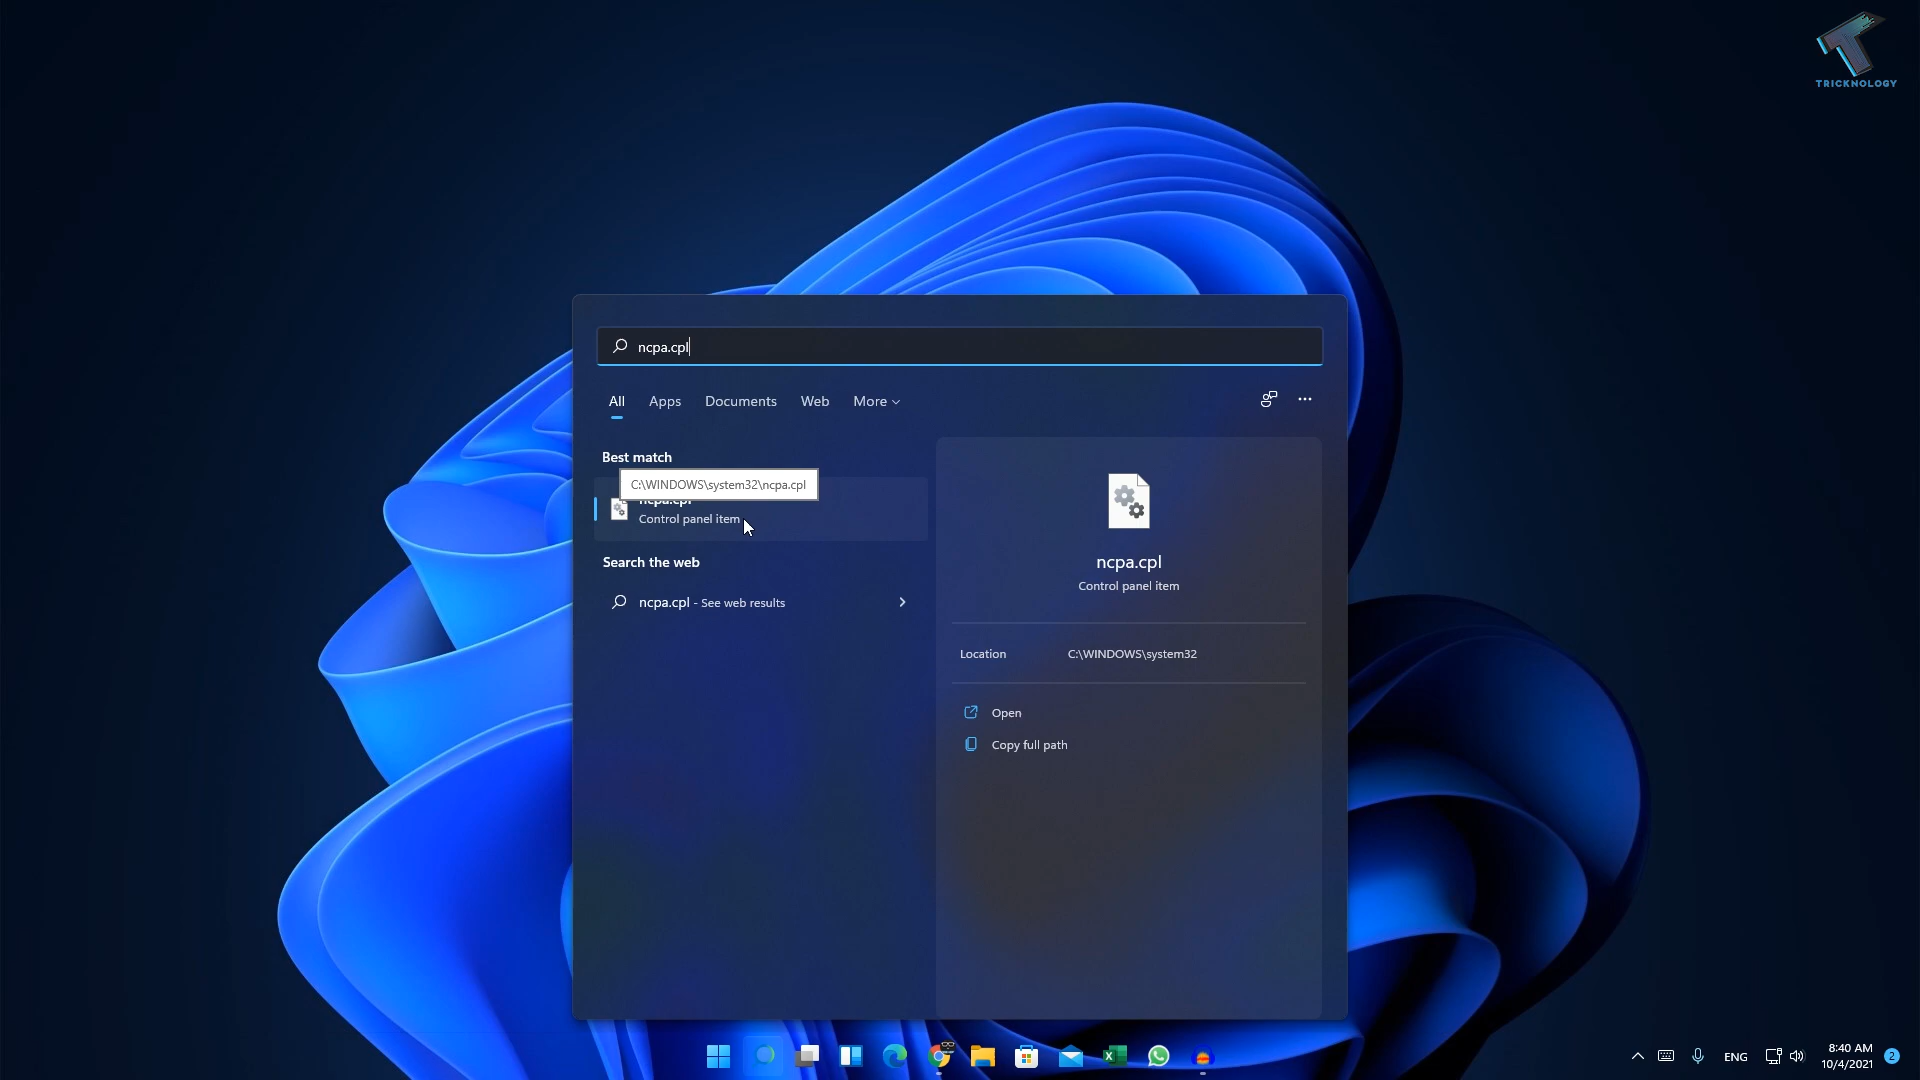 TRICKNOLOGY
ncpa.cpl
All Apps Documents Web More
Best match
C:\WINDOWS\system32\ncpa.cpl
ncpa.cpl
Control panel item
Search the web
ncpa.cpl - See web results
ncpa.cpl
Control panel item
Location C:\WINDOWS\system32
Open
Copy full path
ENG
8:40 AM
10/4/2021
2